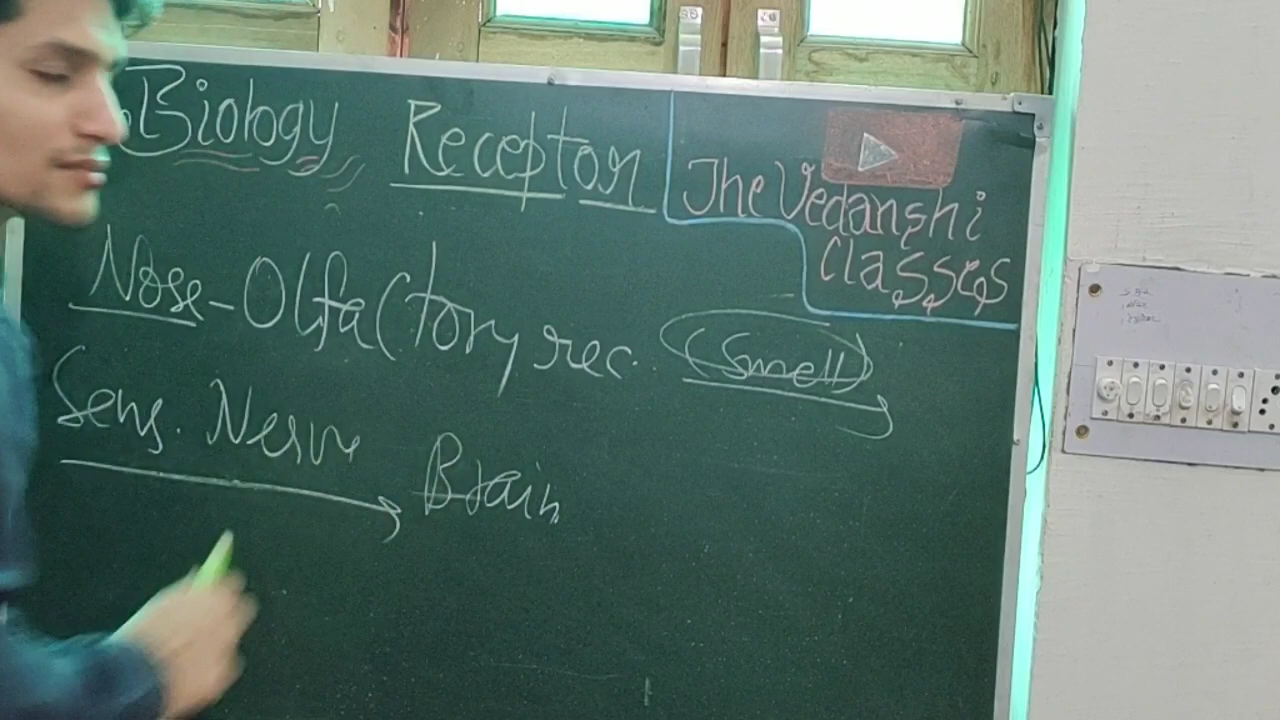 Biology Receptor
The Vedanshi
Classes
Nose-Olfactory rec. (Smell)
Sens. Nerve
Brain